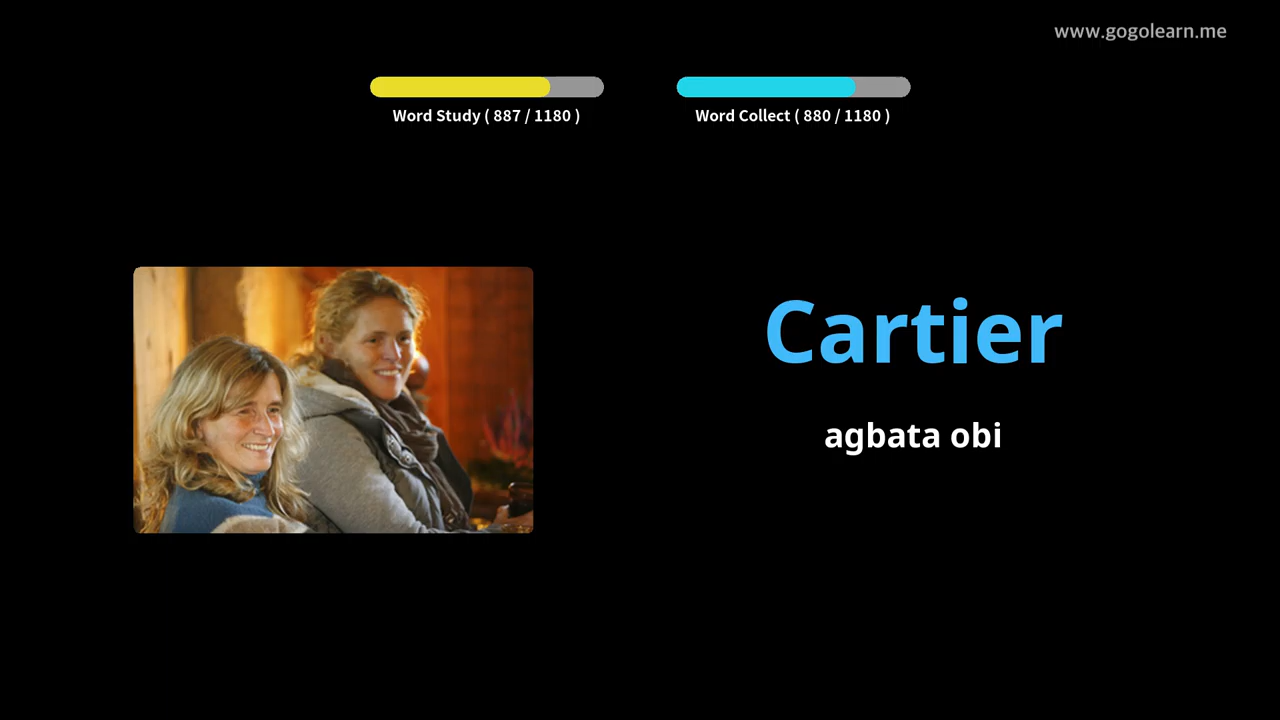 www.gogolearn.me
Word Study ( 887 / 1180 )
Word Collect ( 880 / 1180 )
Cartier
agbata obi